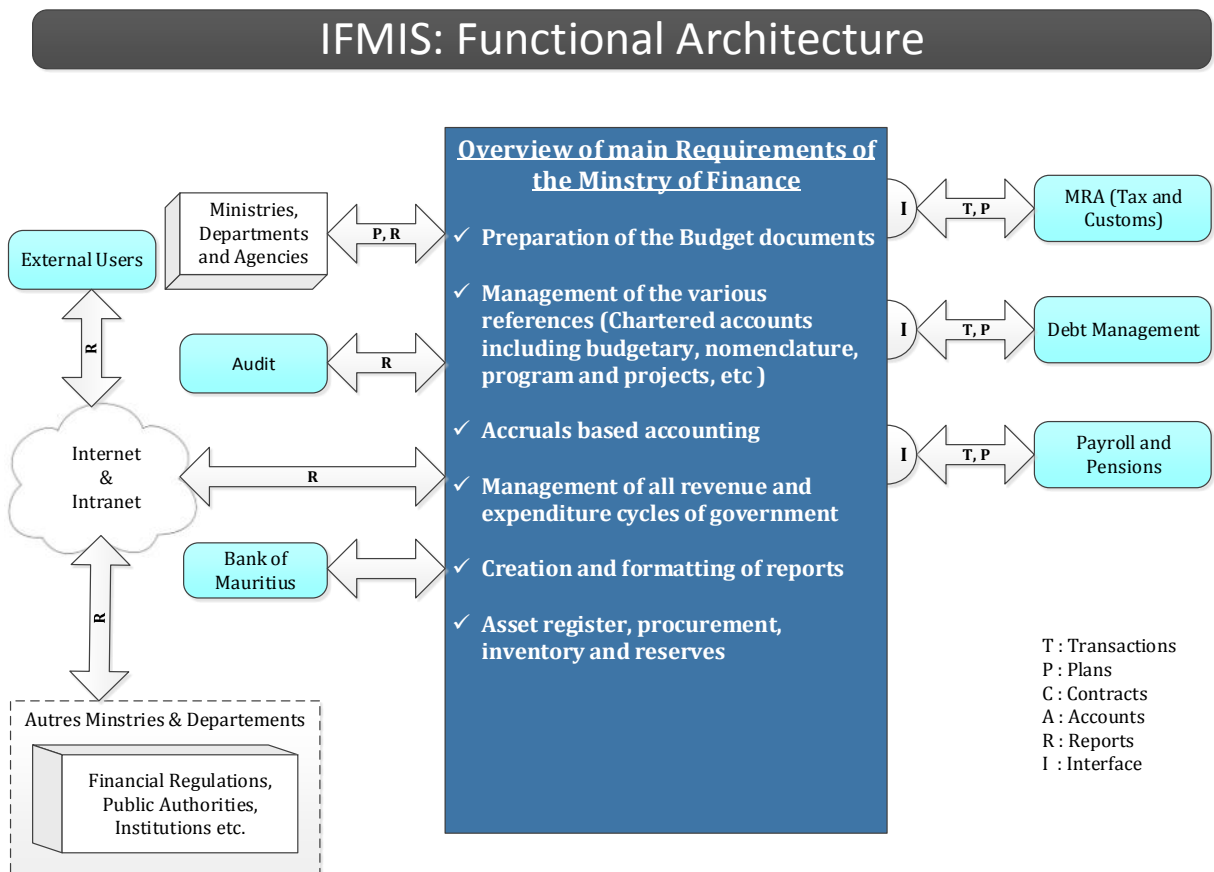 IFMIS: Functional Architecture
Overview of main Requirements of
the Minstry of Finance
✓ Preparation of the Budget documents
✓ Management of the various
references (Chartered accounts
including budgetary, nomenclature,
program and projects, etc )
✓ Accruals based accounting
✓ Management of all revenue and
expenditure cycles of government
✓ Creation and formatting of reports
✓ Asset register, procurement,
inventory and reserves
Ministries,
Departments
and Agencies
P, R
External Users
R
Audit
R
Internet
&
Intranet
R
Bank of
Mauritius
R
Autres Minstries & Departements
Financial Regulations,
Public Authorities,
Institutions etc.
I
T, P
MRA (Tax and
Customs)
I
T, P
Debt Management
I
T, P
Payroll and
Pensions
T : Transactions
P : Plans
C : Contracts
A : Accounts
R : Reports
I : Interface